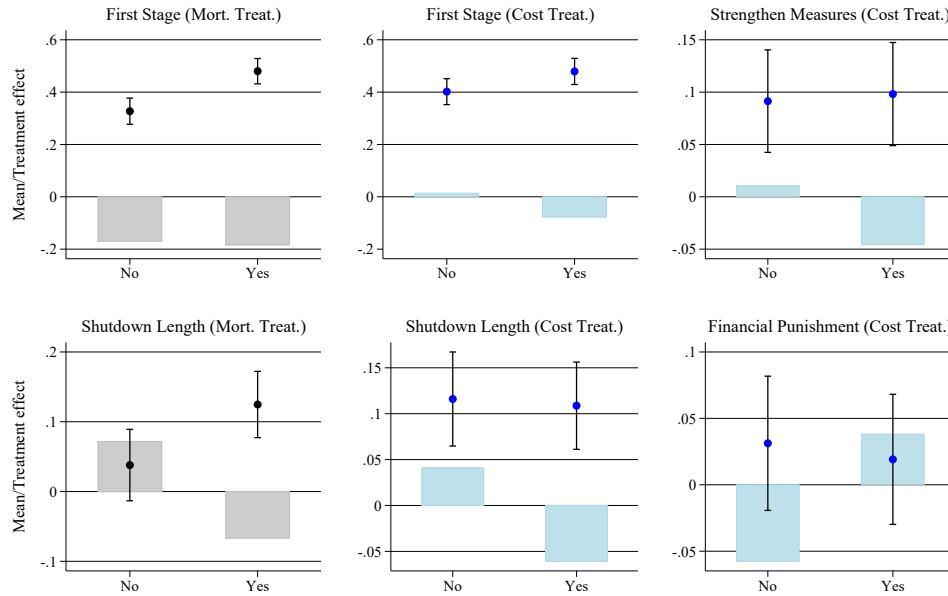 First Stage (Mort. Treat.)
Mean/Treatment effect
.6
.4
.2
0
-.2
No Yes
First Stage (Cost Treat.)
.6
.4
.2
0
-.2
No Yes
Strengthen Measures (Cost Treat.)
.15
.1
.05
0
-.05
No Yes
Shutdown Length (Mort. Treat.)
Mean/Treatment effect
.2
.1
0
-.1
No Yes
Shutdown Length (Cost Treat.)
.15
.1
.05
0
-.05
No Yes
Financial Punishment (Cost Treat.)
.1
.05
0
-.05
No Yes